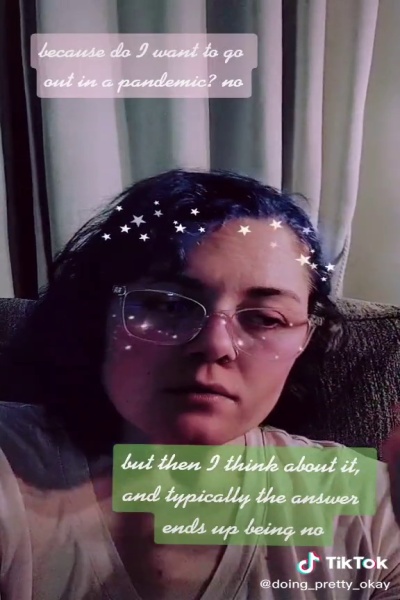 because do I want to go
out in a pandemic? no
but then I think about it,
and typically the answer
ends up being no
TikTok
@doing_pretty_okay